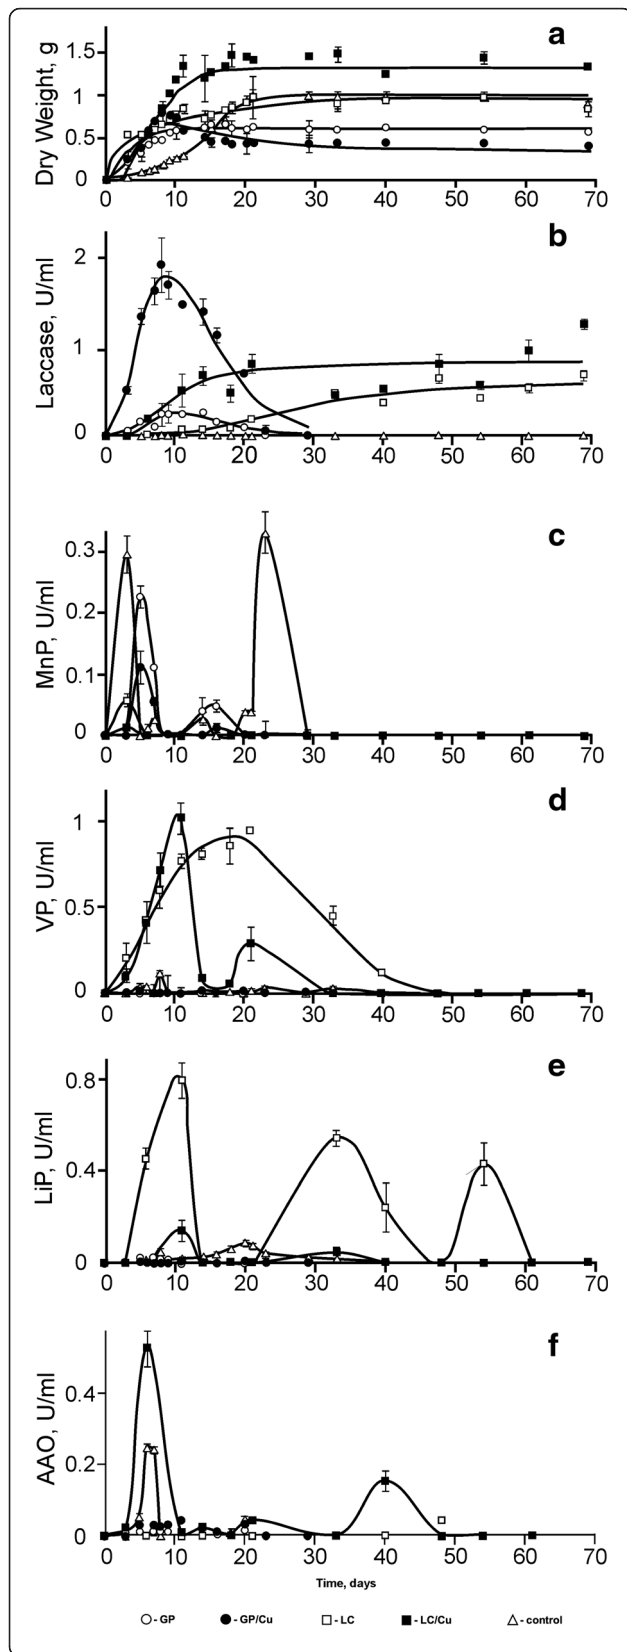 a
Dry Weight, g
1.5
1
0.5
0
0 10 20 30 40 50 60 70
b
Laccase, U/ml
2
1
0
0 10 20 30 40 50 60 70
c
MnP, U/ml
0.3
0.2
0.1
0
0 10 20 30 40 50 60 70
d
VP, U/ml
1
0.5
0
0 10 20 30 40 50 60 70
e
LiP, U/ml
0.8
0.4
0
0 10 20 30 40 50 60 70
f
AAO, U/ml
0.4
0.2
0
0 10 20 30 40 50 60 70
Time, days
- GP - GP/Cu - LC - LC/Cu - control